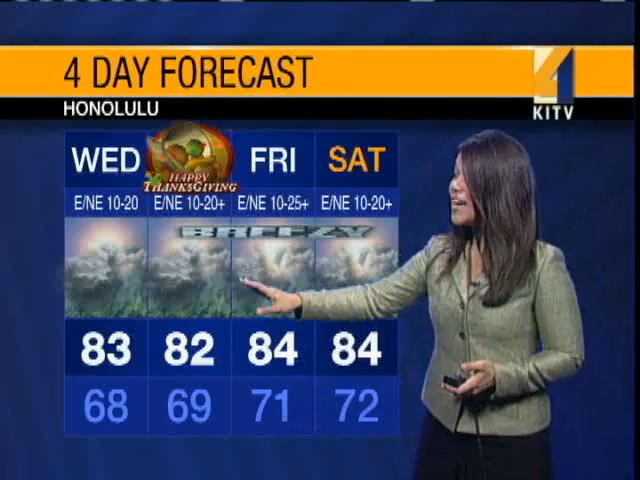 4 DAY FORECAST
4
HONOLULU
KITV
WED HAPPY THANKSGIVING FRI SAT
E/NE 10-20 E/NE 10-20+ E/NE 10-25+ E/NE 10-20+
BREEZY
83 82 84 84
68 69 71 72